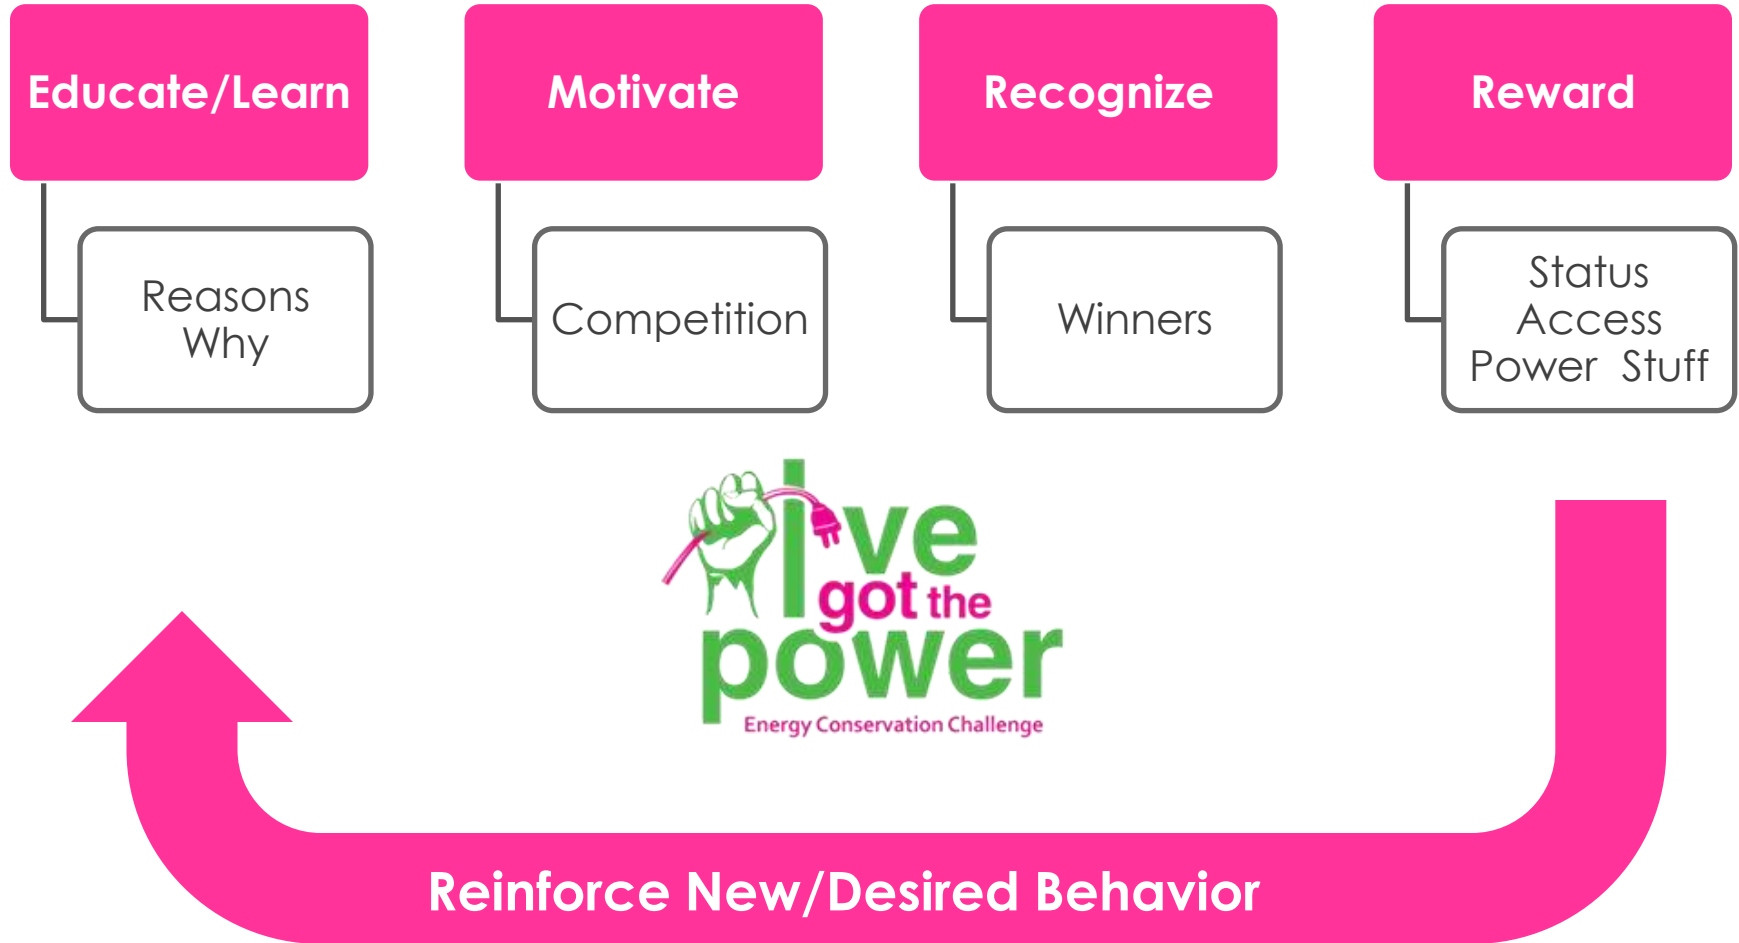 Educate/Learn
Motivate
Recognize
Reward
Reasons
Why
Competition
Winners
Status
Access
Power Stuff
I've
got the
power
Energy Conservation Challenge
Reinforce New/Desired Behavior